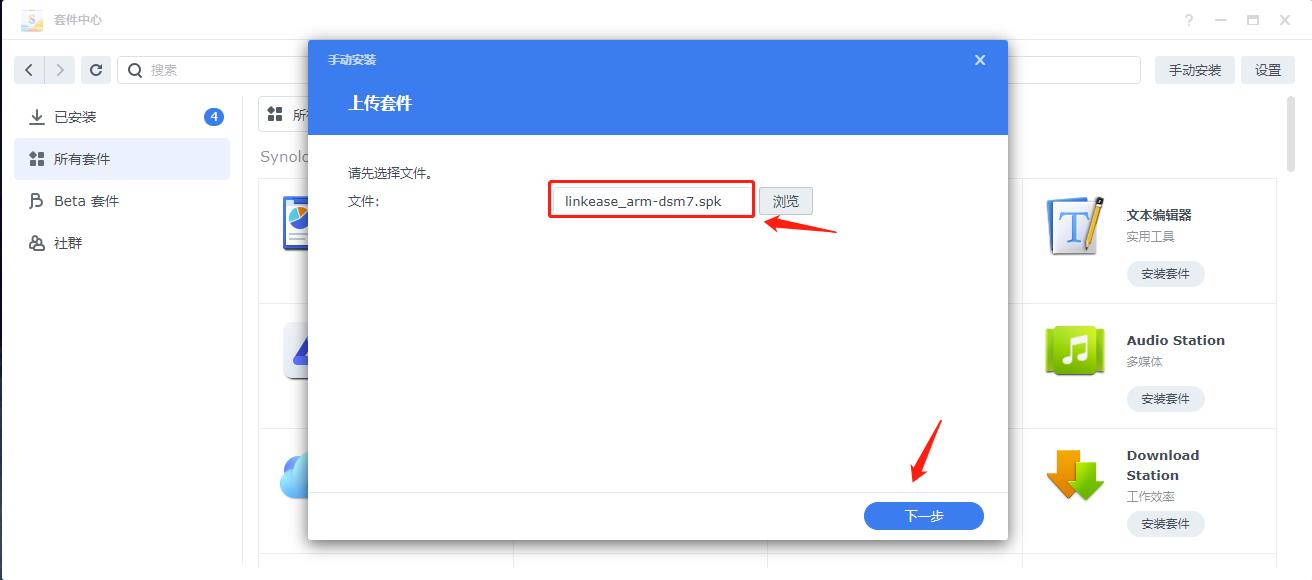 套件中心
搜索
手动安装
设置
已安装
4
所有套件
Beta 套件
社群
手动安装
上传套件
请先选择文件。
文件:
linkease_arm-dsm7.spk
浏览
下一步
文本编辑器
实用工具
安装套件
Audio Station
多媒体
安装套件
Download
Station
工作效率
安装套件